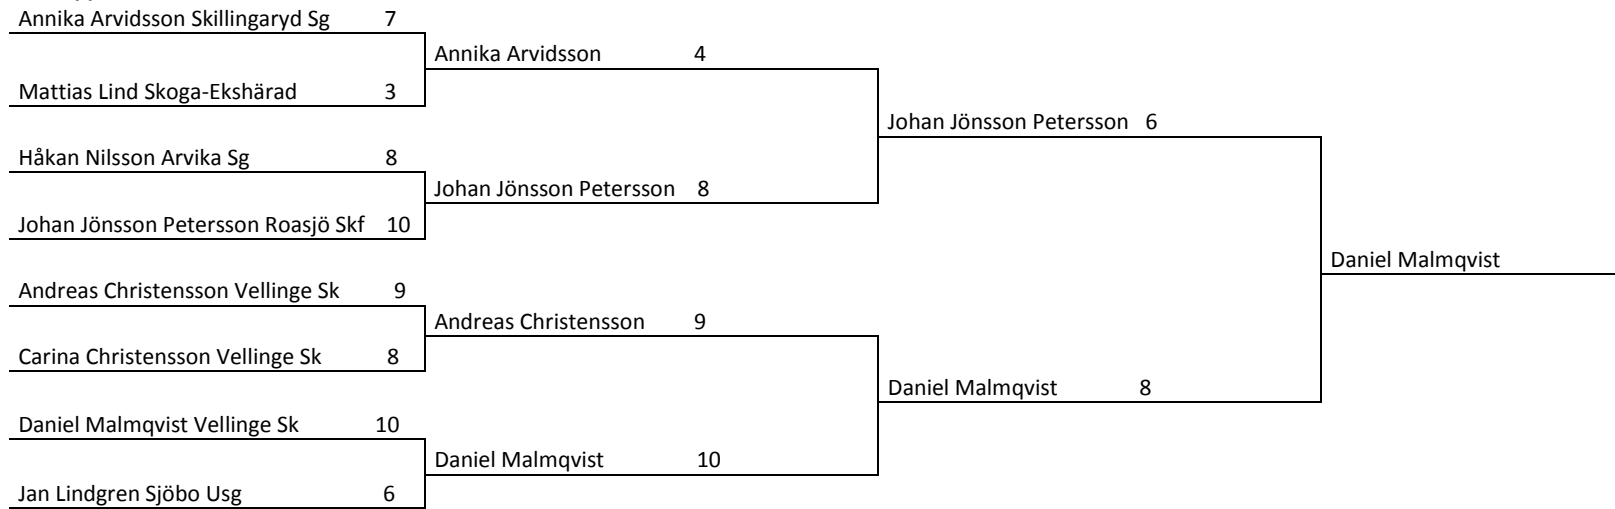 Annika Arvidsson Skillingaryd Sg 7
Annika Arvidsson 4
Mattias Lind Skoga-Ekshärad 3
Johan Jönsson Petersson 6
Håkan Nilsson Arvika Sg 8
Johan Jönsson Petersson 8
Johan Jönsson Petersson Roasjö Skf 10
Daniel Malmqvist
Andreas Christensson Vellinge Sk 9
Andreas Christensson 9
Carina Christensson Vellinge Sk 8
Daniel Malmqvist 8
Daniel Malmqvist Vellinge Sk 10
Daniel Malmqvist 10
Jan Lindgren Sjöbo Usg 6